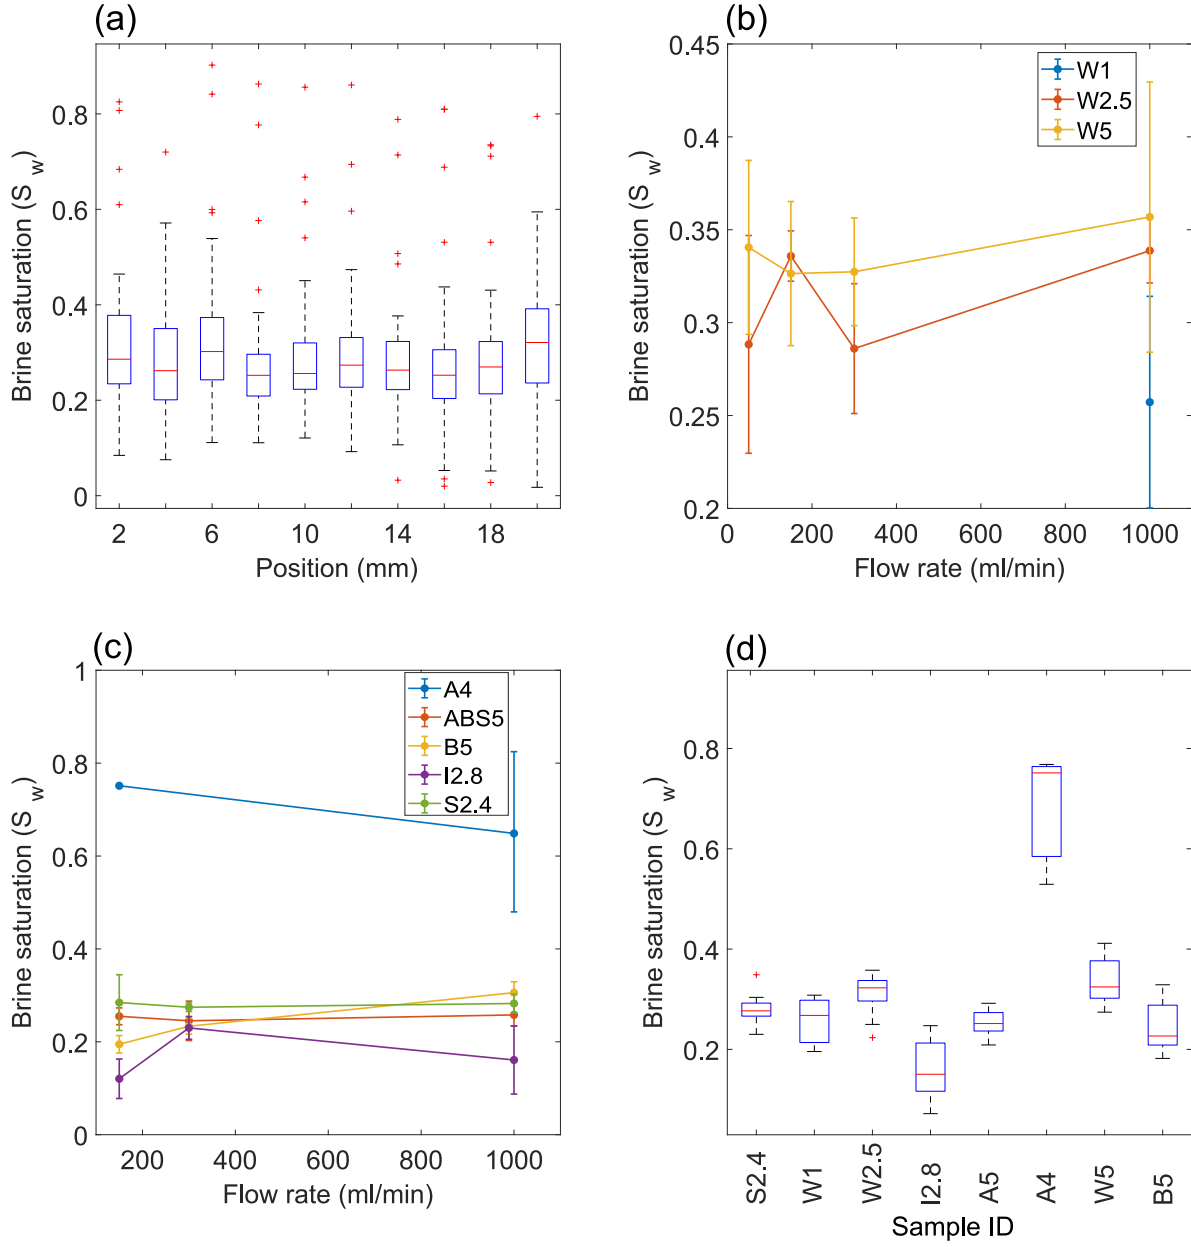 (a)
Brine saturation (S w)
0.8
0.6
0.4
0.2
0
2 6 10 14 18
Position (mm)
(b)
Brine saturation (S w)
0.45
0.4
0.35
0.3
0.25
0.2
0 200 400 600 800 1000
Flow rate (ml/min)
W1
W2.5
W5
(c)
Brine saturation (S w)
1
0.8
0.6
0.4
0.2
0
200 400 600 800 1000
Flow rate (ml/min)
A4
ABS5
B5
I2.8
S2.4
(d)
Brine saturation (S w)
0.8
0.6
0.4
0.2
S2.4 W1 W2.5 I2.8 A5 A4 W5 B5
Sample ID